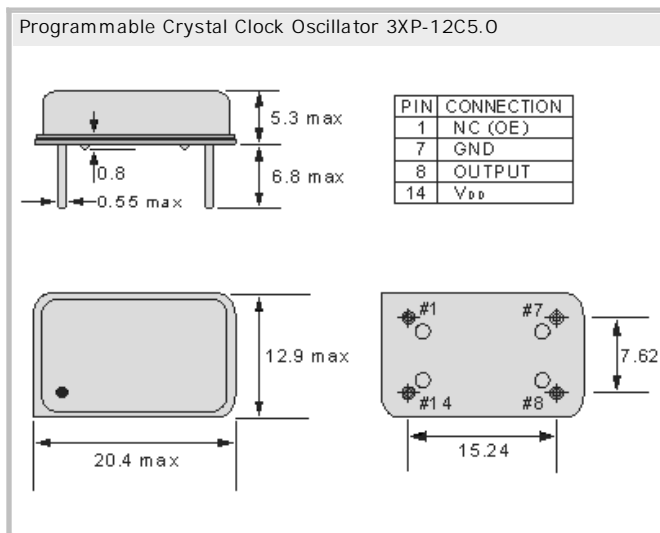 Programmable Crystal Clock Oscillator 3XP-12C5.0
5.3 max
0.8
6.8 max
0.55 max
PIN CONNECTION
1 NC (OE)
7 GND
8 OUTPUT
14 VDD
12.9 max
20.4 max
#1 #7
7.62
#14 #8
15.24